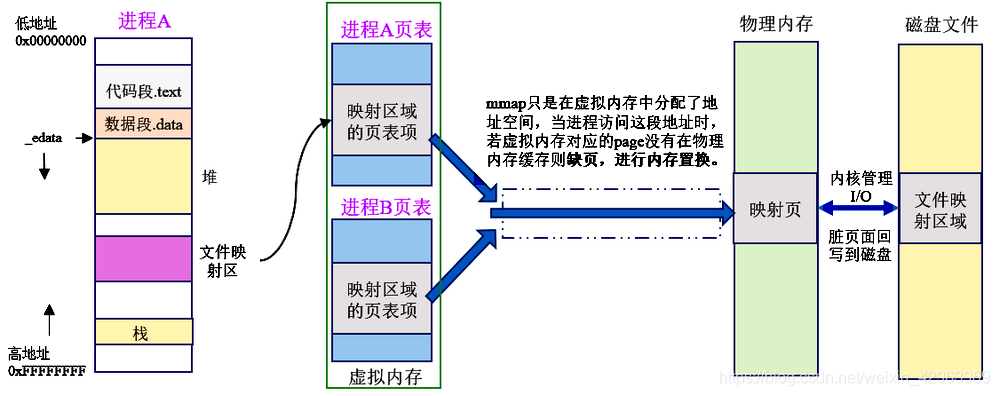 低地址
0x00000000
进程A
代码段.text
数据段.data
_edata
堆
文件映
射区
栈
高地址
0xFFFFFFFF
进程A页表
映射区域
的页表项
进程B页表
映射区域
的页表项
虚拟内存
mmap只是在虚拟内存中分配了地
址空间，当进程访问这段地址时，
若虚拟内存对应的page没有在物理
内存缓存则缺页，进行内存置换。
物理内存
映射页
内核管理
I/O
脏页面回
写到磁盘
磁盘文件
文件映
射区域